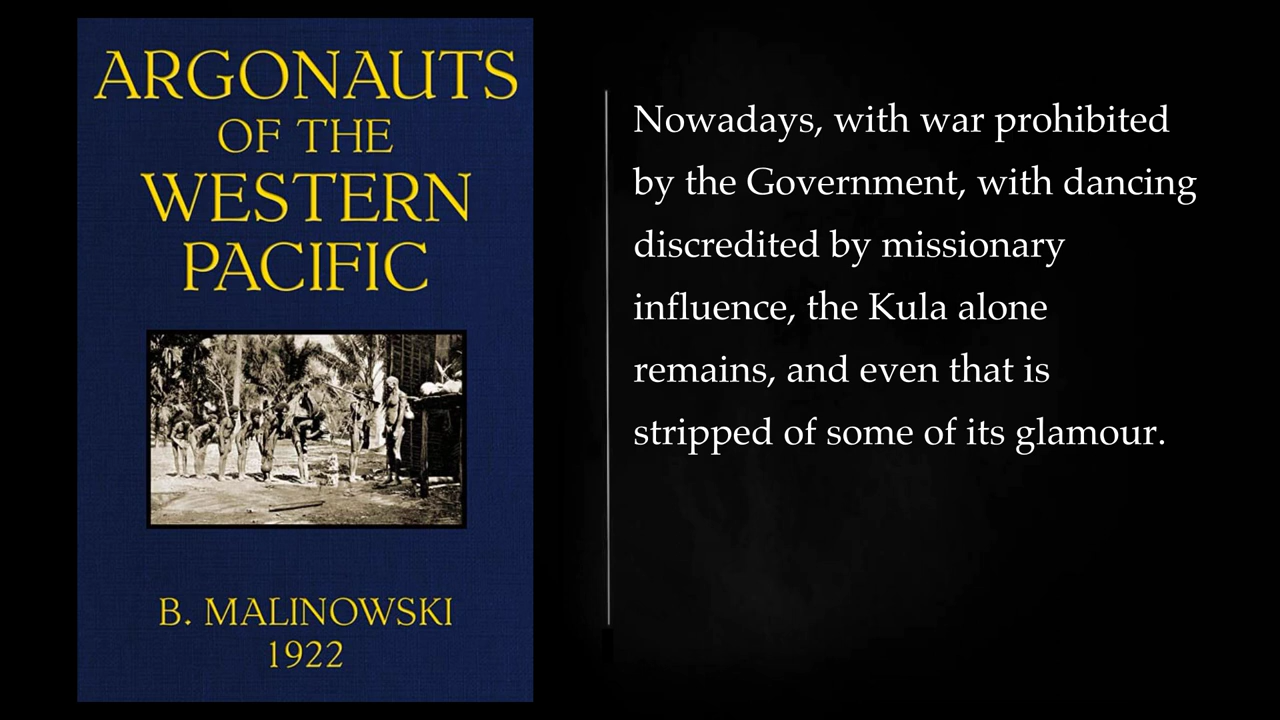 ARGONAUTS
OF THE
WESTERN
PACIFIC
B. MALINOWSKI
1922
Nowadays, with war prohibited
by the Government, with dancing
discredited by missionary
influence, the Kula alone
remains, and even that is
stripped of some of its glamour.